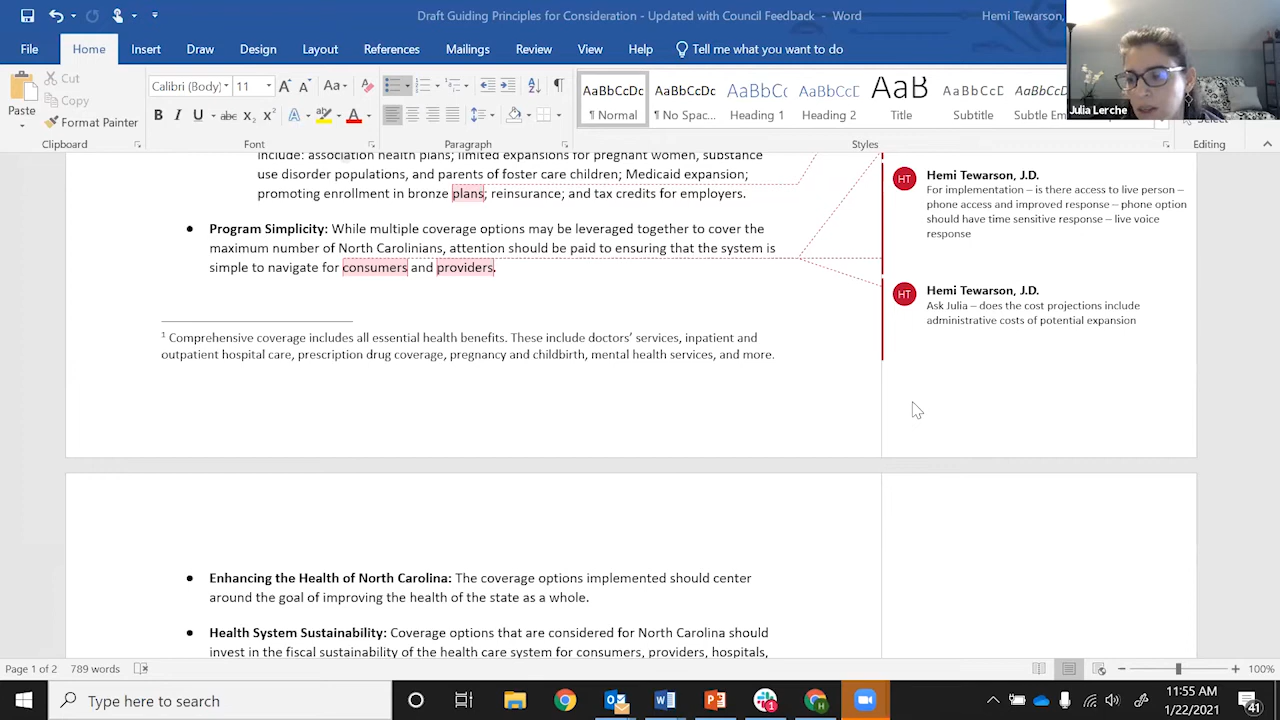 Draft Guiding Principles for Consideration - Updated with Council Feedback - Word
Hemi Tewarson,
File Home Insert Draw Design Layout References Mailings Review View Help Tell me what you want to do
Paste
Cut
Copy
Format Painter
Calibri (Body) 11
Aa
B I U abc x₂ x² A A
AaBbCcDc AaBbCcDc AaBbCc AaBbCcD AaB AaBbCcD
¶ Normal ¶ No Spac... Heading 1 Heading 2 Title Subtitle Subtle Em
Select
Clipboard Font Paragraph Styles Editing
Julia Lerche
include: association health plans; limited expansions for pregnant women, substance
use disorder populations, and parents of foster care children; Medicaid expansion;
promoting enrollment in bronze plans; reinsurance; and tax credits for employers.
● Program Simplicity: While multiple coverage options may be leveraged together to cover the
maximum number of North Carolinians, attention should be paid to ensuring that the system is
simple to navigate for consumers and providers.
1 Comprehensive coverage includes all essential health benefits. These include doctors’ services, inpatient and
outpatient hospital care, prescription drug coverage, pregnancy and childbirth, mental health services, and more.
HT
Hemi Tewarson, J.D.
For implementation – is there access to live person –
phone access and improved response – phone option
should have time sensitive response – live voice
response
HT
Hemi Tewarson, J.D.
Ask Julia – does the cost projections include
administrative costs of potential expansion
● Enhancing the Health of North Carolina: The coverage options implemented should center
around the goal of improving the health of the state as a whole.
● Health System Sustainability: Coverage options that are considered for North Carolina should
invest in the fiscal sustainability of the health care system for consumers, providers, hospitals,
Page 1 of 2 789 words
100%
Type here to search
11:55 AM
1/22/2021
41